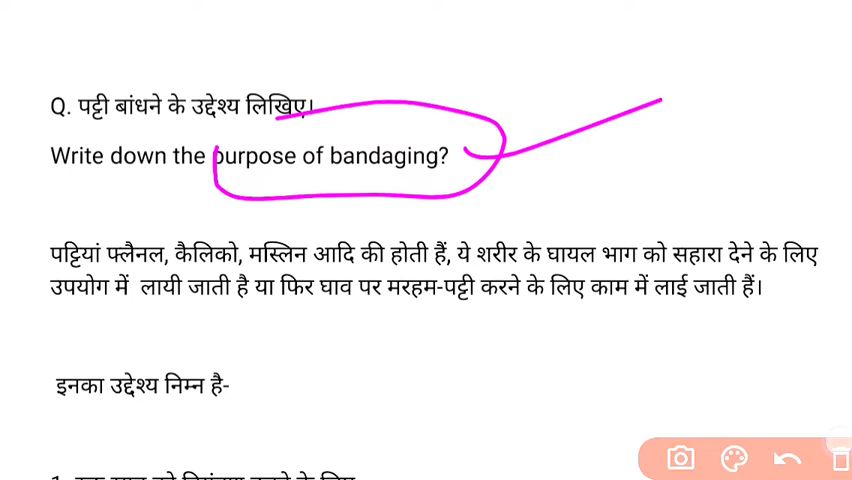 Q. पट्टी बांधने के उद्देश्य लिखिए।
Write down the purpose of bandaging?
पट्टियां फ्लैनल, कैलिको, मस्लिन आदि की होती हैं, ये शरीर के घायल भाग को सहारा देने के लिए
उपयोग में लायी जाती है या फिर घाव पर मरहम-पट्टी करने के लिए काम में लाई जाती हैं।
इनका उद्देश्य निम्न है-